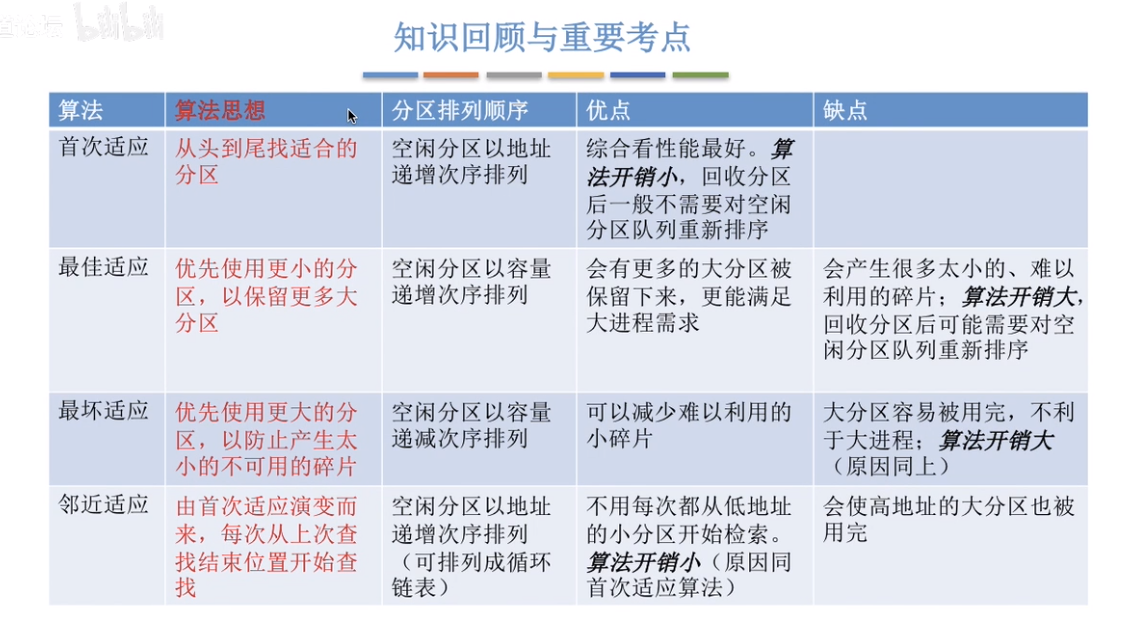 知识回顾与重要考点
算法
算法思想
分区排列顺序
优点
缺点
首次适应
从头到尾找适合的
分区
空闲分区以地址
递增次序排列
综合看性能最好。算
法开销小，回收分区
后一般不需要对空闲
分区队列重新排序
最佳适应
优先使用更小的分
区，以保留更多大
分区
空闲分区以容量
递增次序排列
会有更多的大分区被
保留下来，更能满足
大进程需求
会产生很多太小的、难以
利用的碎片；算法开销大，
回收分区后可能需要对空
闲分区队列重新排序
最坏适应
优先使用更大的分
区，以防止产生太
小的不可用的碎片
空闲分区以容量
递减次序排列
可以减少难以利用的
小碎片
大分区容易被用完，不利
于大进程；算法开销大
（原因同上）
邻近适应
由首次适应演变而
来，每次从上次查
找结束位置开始查
找
空闲分区以地址
递增次序排列
（可排列成循环
链表）
不用每次都从低地址
的小分区开始检索。
算法开销小（原因同
首次适应算法）
会使高地址的大分区也被
用完